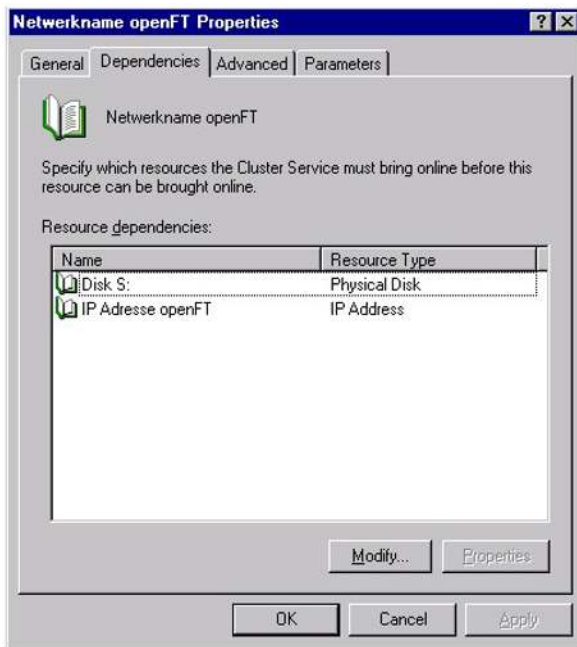 Netwerkname openFT Properties
General Dependencies Advanced Parameters
Netwerkname openFT
Specify which resources the Cluster Service must bring online before this
resource can be brought online.
Resource dependencies:
Name Resource Type
Disk S: Physical Disk
IP Adresse openFT IP Address
Modify... Properties
OK Cancel Apply